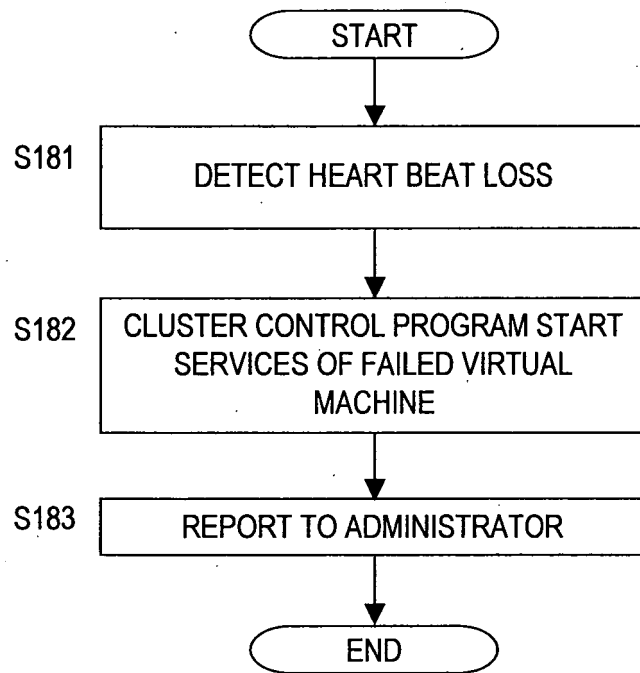 START
S181
DETECT HEART BEAT LOSS
S182
CLUSTER CONTROL PROGRAM START
SERVICES OF FAILED VIRTUAL
MACHINE
S183
REPORT TO ADMINISTRATOR
END